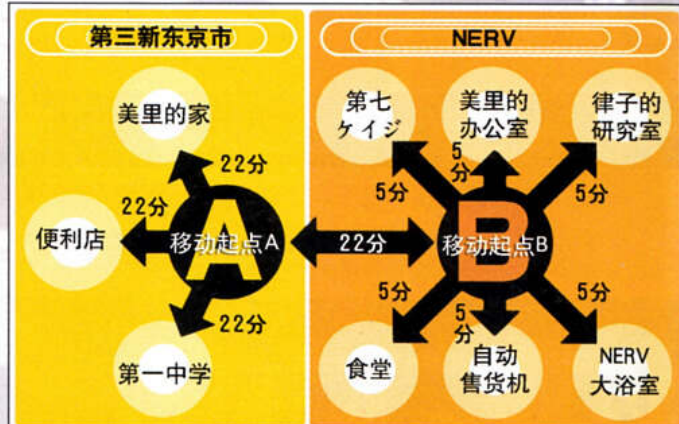 第三新东京市
美里的家
22分
22分
便利店
A
移动起点A
22分
第一中学
22分
NERV
第七
ケイジ
美里的
办公室
律子的
研究室
5分
5
分
5分
B
移动起点B
5分
5
分
5分
食堂
自动
售货机
NERV
大浴室